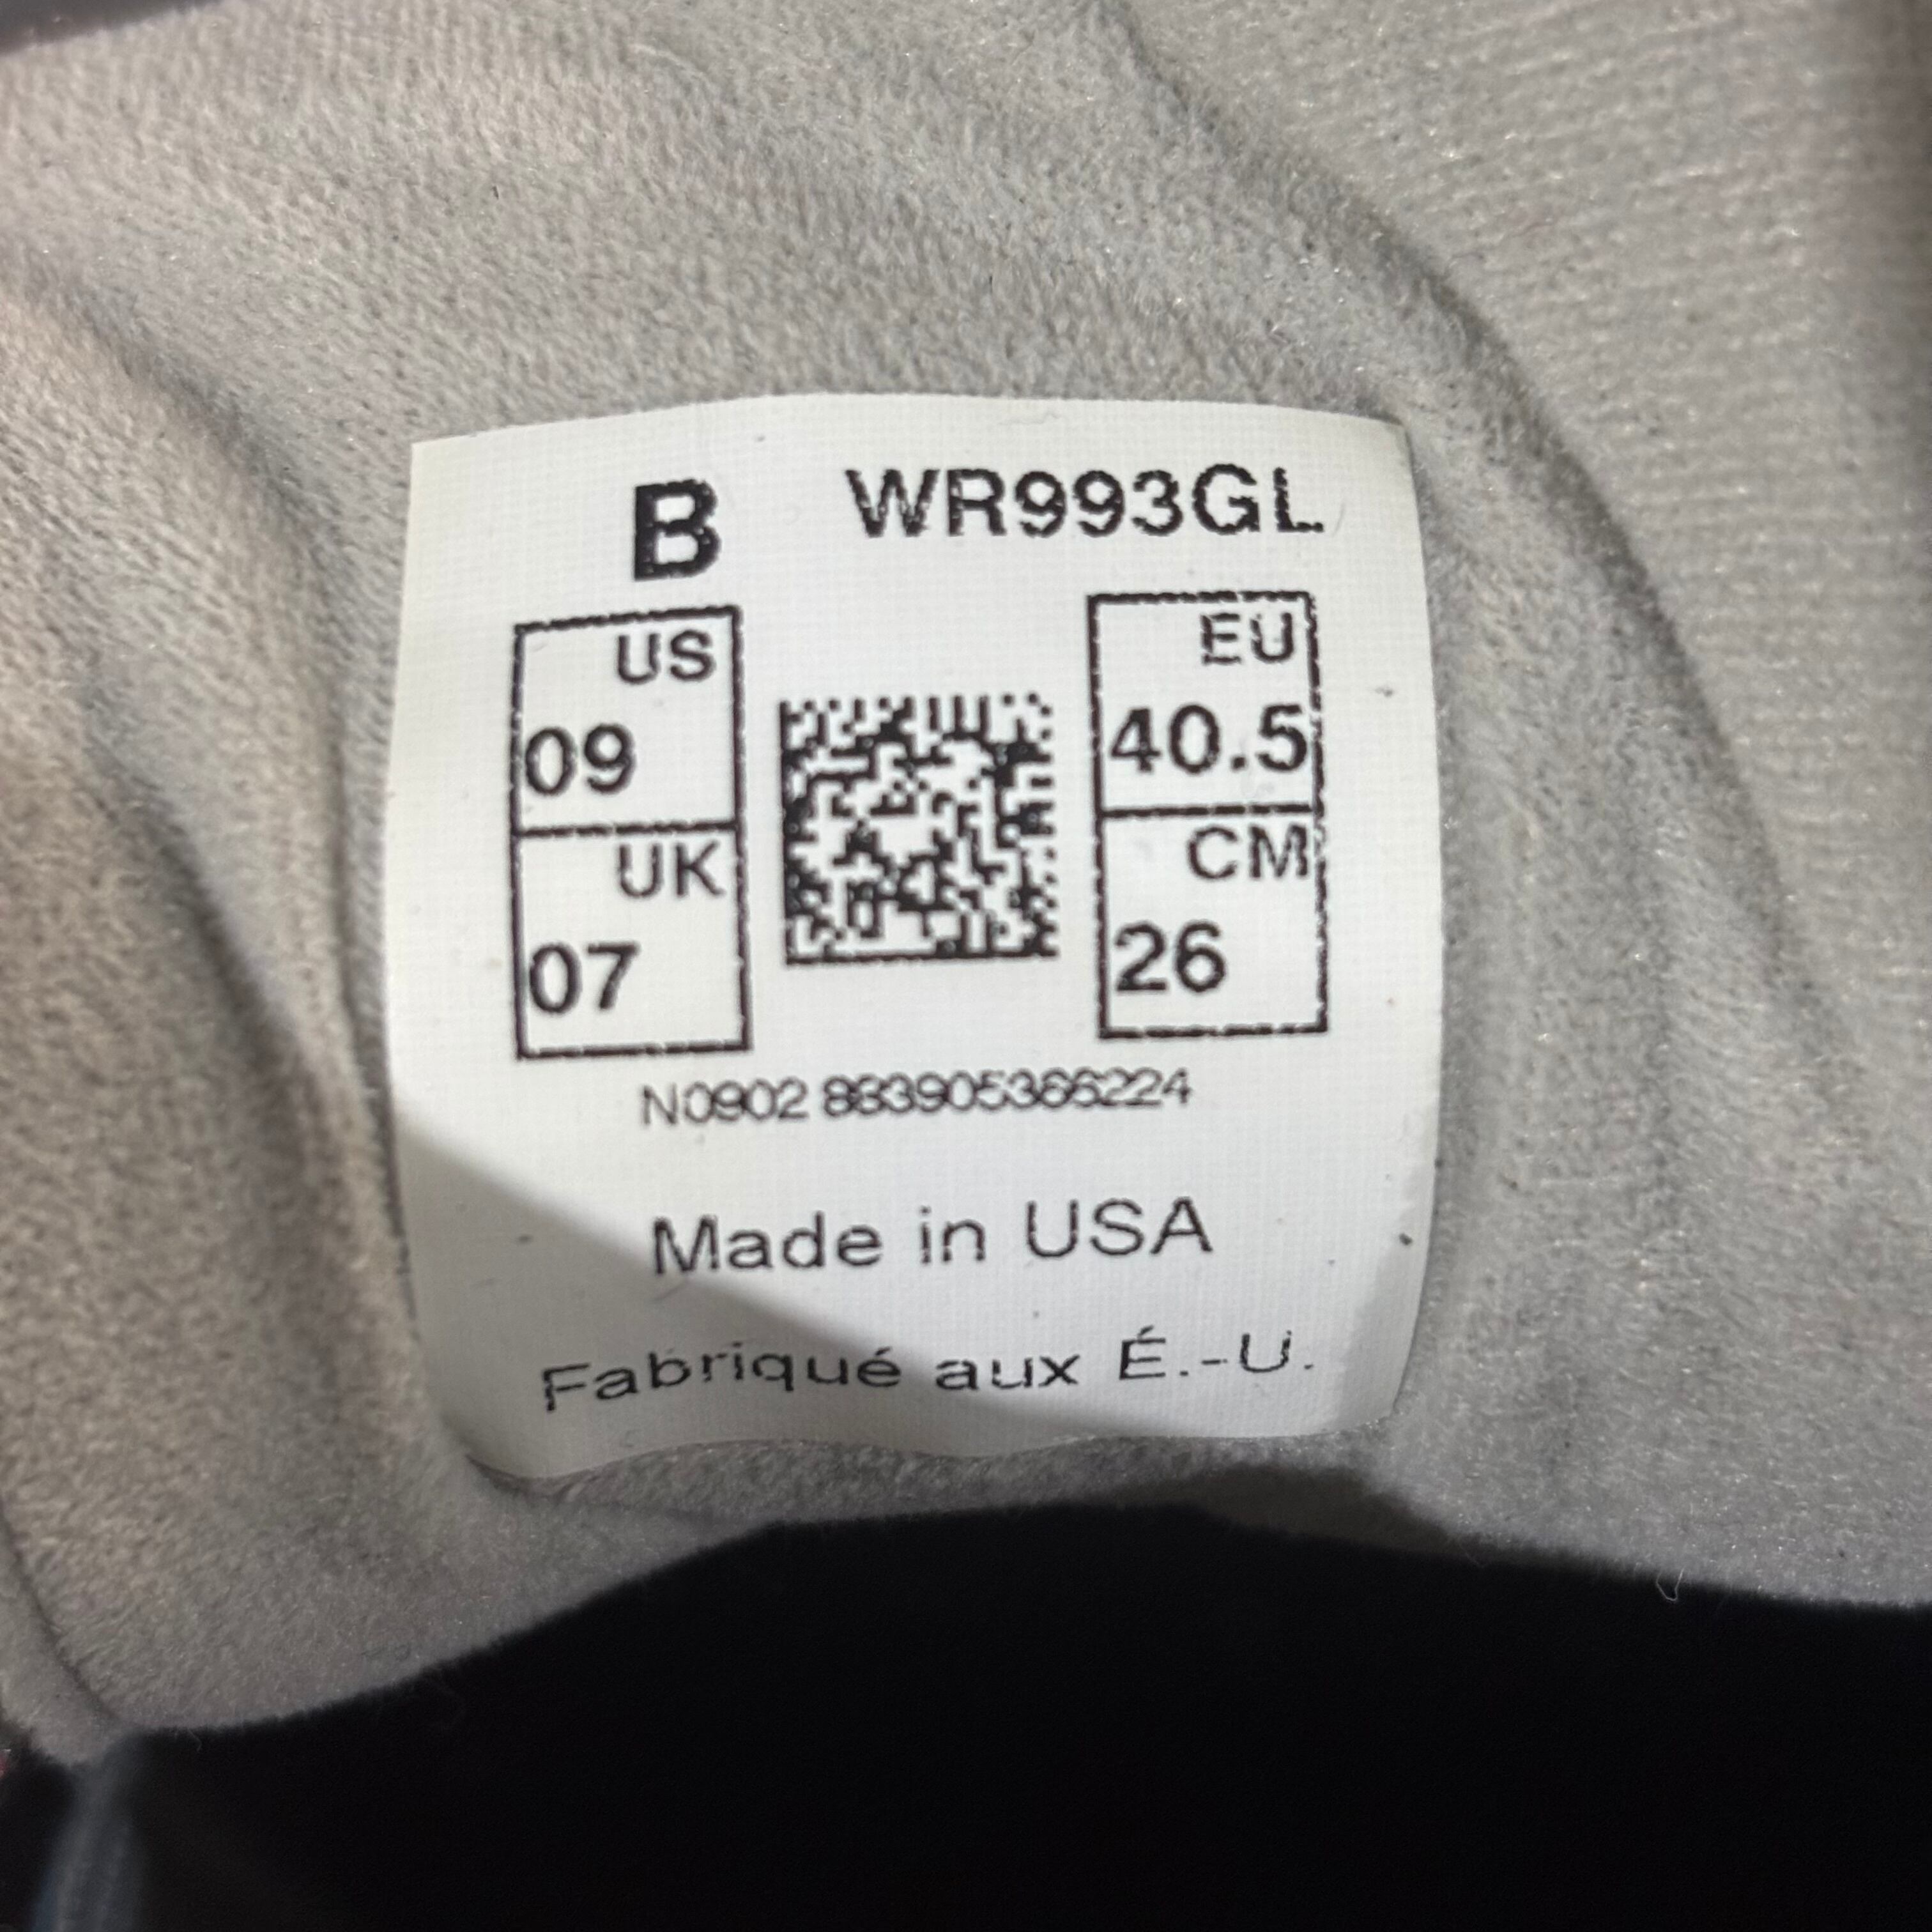 B WR993GL
US
09
UK
07
EU
40.5
CM
26
N0902 883905366224
Made in USA
Fabriqué aux É.-U.